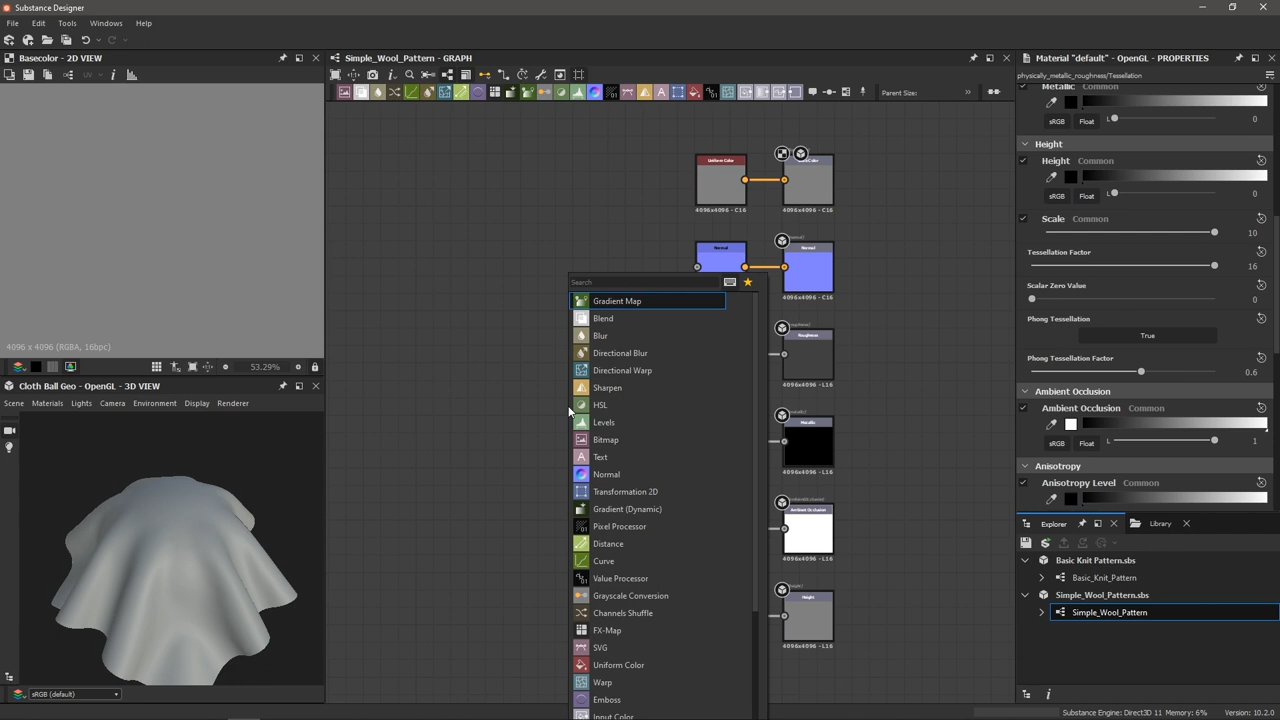 Substance Designer
File Edit Tools Windows Help
Basecolor - 2D VIEW
Simple_Wool_Pattern - GRAPH
Material "default" - OpenGL - PROPERTIES
physically_metallic_roughness/Tessellation
UV
Parent Size:
Metallic Common
sRGB Float L 0
Height
Height Common
sRGB Float L 0
Scale Common
10
Tessellation Factor
16
Scalar Zero Value
0
Phong Tessellation
True
Phong Tessellation Factor
0.6
Ambient Occlusion
Ambient Occlusion Common
sRGB Float L 1
Anisotropy
Anisotropy Level Common
Uniform Color
4096x4096 - C16
4096x4096 - C16
Normal
Normal
4096x4096 - C16
Roughness
4096x4096 - L16
Metallic
4096x4096 - L16
Ambient Occlusion
4096x4096 - L16
Height
4096x4096 - L16
Search
Gradient Map
Blend
Blur
Directional Blur
Directional Warp
Sharpen
HSL
Levels
Bitmap
Text
Normal
Transformation 2D
Gradient (Dynamic)
Pixel Processor
Distance
Curve
Value Processor
Grayscale Conversion
Channels Shuffle
FX-Map
SVG
Uniform Color
Warp
Emboss
Input Color
4096 x 4096 (RGBA, 16bpc)
53.29%
Cloth Ball Geo - OpenGL - 3D VIEW
Scene Materials Lights Camera Environment Display Renderer
sRGB (default)
Explorer
Library
Basic Knit Pattern.sbs
Basic_Knit_Pattern
Simple_Wool_Pattern.sbs
Simple_Wool_Pattern
Substance Engine: Direct3D 11 Memory: 6% Version: 10.2.0